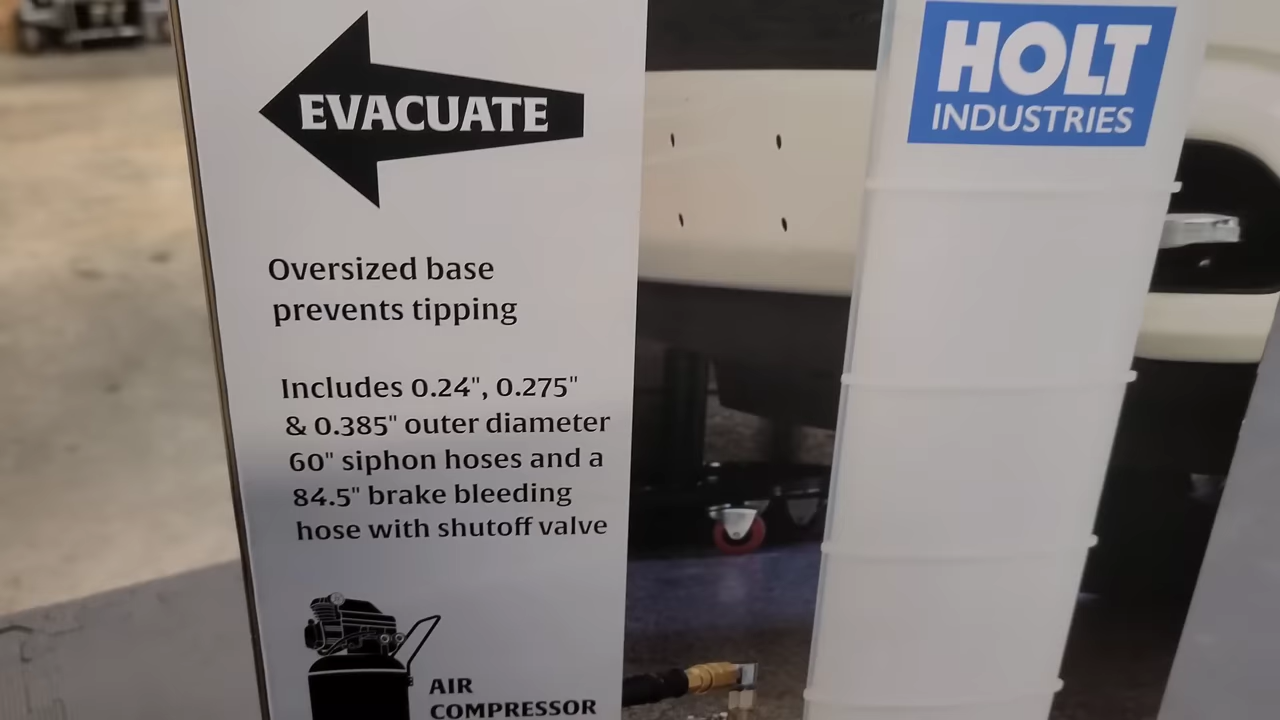 EVACUATE
Oversized base
prevents tipping
Includes 0.24", 0.275"
& 0.385" outer diameter
60" siphon hoses and a
84.5" brake bleeding
hose with shutoff valve
AIR
COMPRESSOR
HOLT
INDUSTRIES